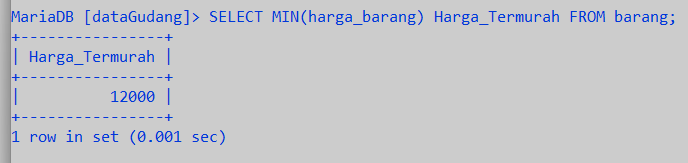 MariaDB [dataGudang]> SELECT MIN(harga_barang) Harga_Termurah FROM barang;
+----------------+
| Harga_Termurah |
+----------------+
|          12000 |
+----------------+
1 row in set (0.001 sec)